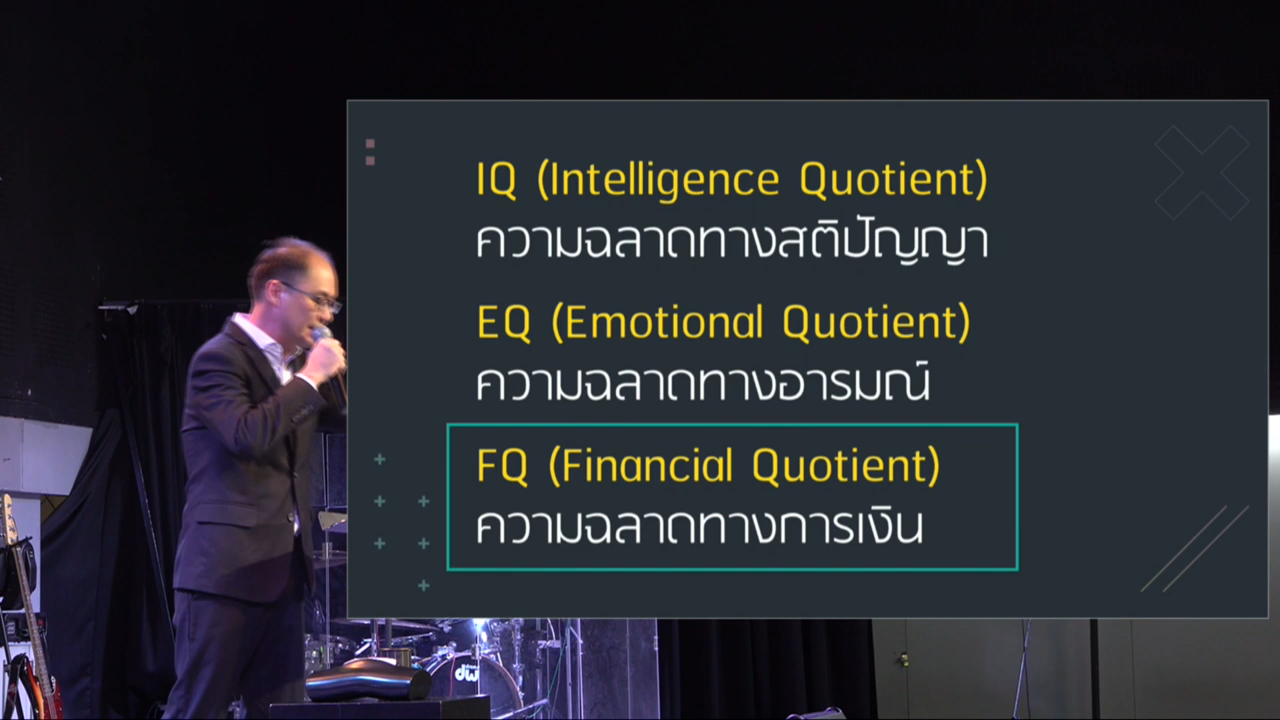 IQ (Intelligence Quotient)
ความฉลาดทางสติปัญญา
EQ (Emotional Quotient)
ความฉลาดทางอารมณ์
FQ (Financial Quotient)
ความฉลาดทางการเงิน
dw